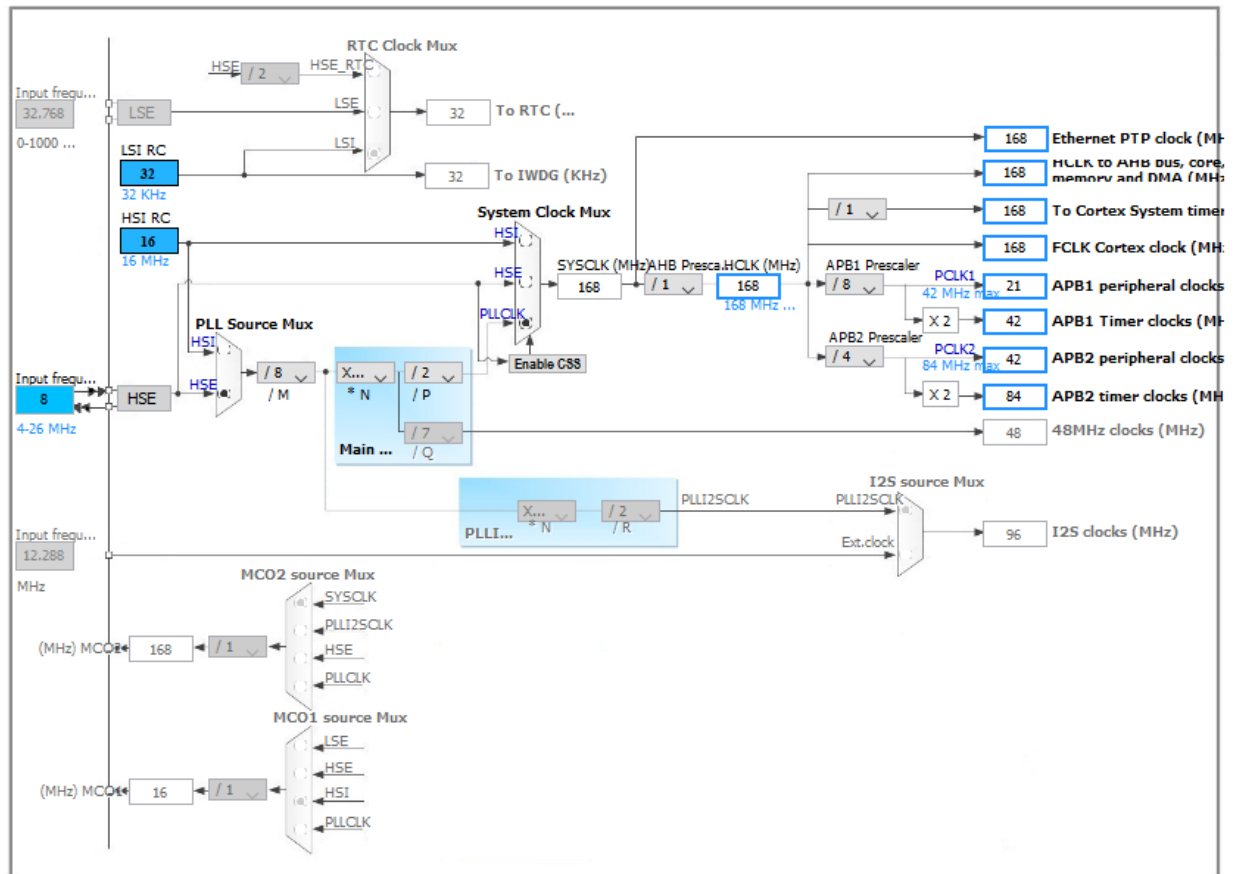 RTC Clock Mux
HSE
/ 2
HSE_RTC
Input frequ...
32.768
0-1000 ...
LSE
LSE
32
To RTC (...
LSI RC
32
32 KHz
LSI
32
To IWDG (KHz)
HSI RC
16
16 MHz
System Clock Mux
HSI
HSE
PLLCLK
SYSCLK (MHz)
168
AHB Presca...
/ 1
HCLK (MHz)
168
168 MHz ...
Enable CSS
168
Ethernet PTP clock (MH
168
HCLK to AHB bus, core,
memory and DMA (MHz
/ 1
168
To Cortex System timer
168
FCLK Cortex clock (MH
APB1 Prescaler
/ 8
PCLK1
42 MHz max
21
APB1 peripheral clocks
X 2
42
APB1 Timer clocks (MH
APB2 Prescaler
/ 4
PCLK2
84 MHz max
42
APB2 peripheral clocks
X 2
84
APB2 timer clocks (MH
PLL Source Mux
HSI
HSE
Input frequ...
8
4-26 MHz
HSE
/ 8
/ M
X...
* N
/ 2
/ P
/ 7
/ Q
Main ...
48
48MHz clocks (MHz)
X...
* N
/ 2
/ R
PLLI...
PLLI2SCLK
I2S source Mux
PLLI2SCLK
Ext.clock
96
I2S clocks (MHz)
Input frequ...
12.288
MHz
MCO2 source Mux
SYSCLK
PLLI2SCLK
HSE
PLLCLK
(MHz) MCO2
168
/ 1
MCO1 source Mux
LSE
HSE
HSI
PLLCLK
(MHz) MCO1
16
/ 1